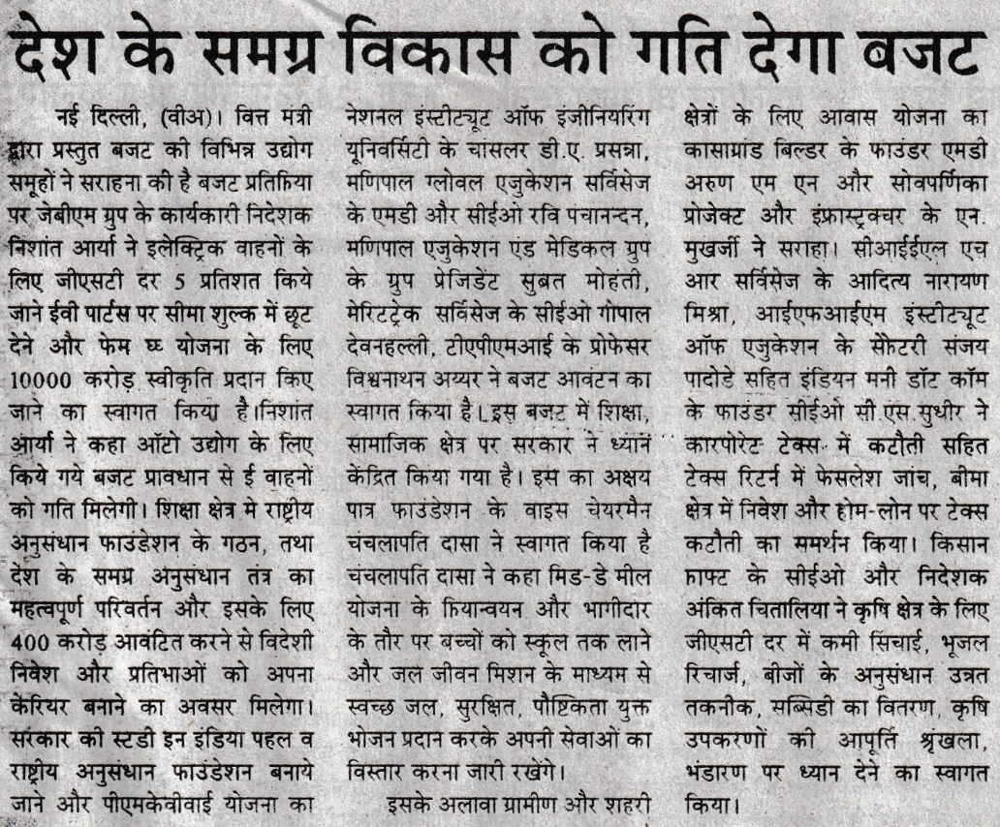 देश के समग्र विकास को गति देगा बजट
नई दिल्ली, (वीअ)। वित्त मंत्री
द्वारा प्रस्तुत बजट की विभिन्न उद्योग
समूहों ने सराहना की है बजट प्रतिक्रिया
पर जेबीएम ग्रुप के कार्यकारी निदेशक
निशांत आर्या ने इलेक्ट्रिक वाहनों के
लिए जीएसटी दर 5 प्रतिशत किये
जाने ईवी पार्टस पर सीमा शुल्क में छूट
देने और फेम घ्घ योजना के लिए
10000 करोड़ स्वीकृति प्रदान किए
जाने का स्वागत किया है।निशांत
आर्या ने कहा ऑटो उद्योग के लिए
किये गये बजट प्रावधान से ई वाहनों
को गति मिलेगी। शिक्षा क्षेत्र मे राष्ट्रीय
अनुसंधान फाउंडेशन के गठन, तथा
देश के समग्र अनुसंधान तंत्र का
महत्वपूर्ण परिवर्तन और इसके लिए
400 करोड़ आवंटित करने से विदेशी
निवेश और प्रतिभाओं को अपना
केरियर बनाने का अवसर मिलेगा।
सरकार की स्टडी इन इंडिया पहल व
राष्ट्रीय अनुसंधान फाउंडेशन बनाये
जाने और पीएमकेवीवाई योजना का
नेशनल इंस्टीट्यूट ऑफ इंजीनियरिंग
यूनिवर्सिटी के चांसलर डी.ए. प्रसन्ना,
मणिपाल ग्लोवल एजुकेशन सर्विसेज
के एमडी और सीईओ रवि पचानन्दन,
मणिपाल एजुकेशन एंड मेडिकल ग्रुप
के ग्रुप प्रेजिडेंट सुब्रत मोहंती,
मेरिटट्रेक सर्विसेज के सीईओ गोपाल
देवनहल्ली, टीएपीएमआई के प्रोफेसर
विश्वनाथन अय्यर ने बजट आवंटन का
स्वागत किया है। इस बजट में शिक्षा,
सामाजिक क्षेत्र पर सरकार ने ध्यान
केंद्रित किया गया है। इस का अक्षय
पात्र फाउंडेशन के वाइस चेयरमैन
चंचलापति दासा ने स्वागत किया है
चंचलापति दासा ने कहा मिड-डे मील
योजना के क्रियान्वयन और भागीदार
के तौर पर बच्चों को स्कूल तक लाने
और जल जीवन मिशन के माध्यम से
स्वच्छ जल, सुरक्षित, पौष्टिकता युक्त
भोजन प्रदान करके अपनी सेवाओं का
विस्तार करना जारी रखेंगे।
इसके अलावा ग्रामीण और शहरी
क्षेत्रों के लिए आवास योजना का
कासाग्रांड बिल्डर के फाउंडर एमडी
अरुण एम एन और सोवपर्णिका
प्रोजेक्ट और इंफ्रास्ट्रक्चर के एन.
मुखर्जी ने सराहा। सीआईईएल एच
आर सर्विसेज के आदित्य नारायण
मिश्रा, आईएफआईएम इंस्टीट्यूट
ऑफ एजुकेशन के सेक्रेटरी संजय
पादोडे सहित इंडियन मनी डॉट कॉम
के फाउंडर सीईओ सी.एस.सुधीर ने
कारपोरेट टेक्स में कटौती सहित
टेक्स रिटर्न में फेसलेश जांच, बीमा
क्षेत्र में निवेश और होम-लोन पर टेक्स
कटौती का समर्थन किया। किसान
क्राफ्ट के सीईओ और निदेशक
अंकित चितालिया ने कृषि क्षेत्र के लिए
जीएसटी दर में कमी सिंचाई, भूजल
रिचार्ज, बीजों के अनुसंधान उन्नत
तकनीक, सब्सिडी का वितरण, कृषि
उपकरणों की आपूर्ति श्रृंखला,
भंडारण पर ध्यान देने का स्वागत
किया।